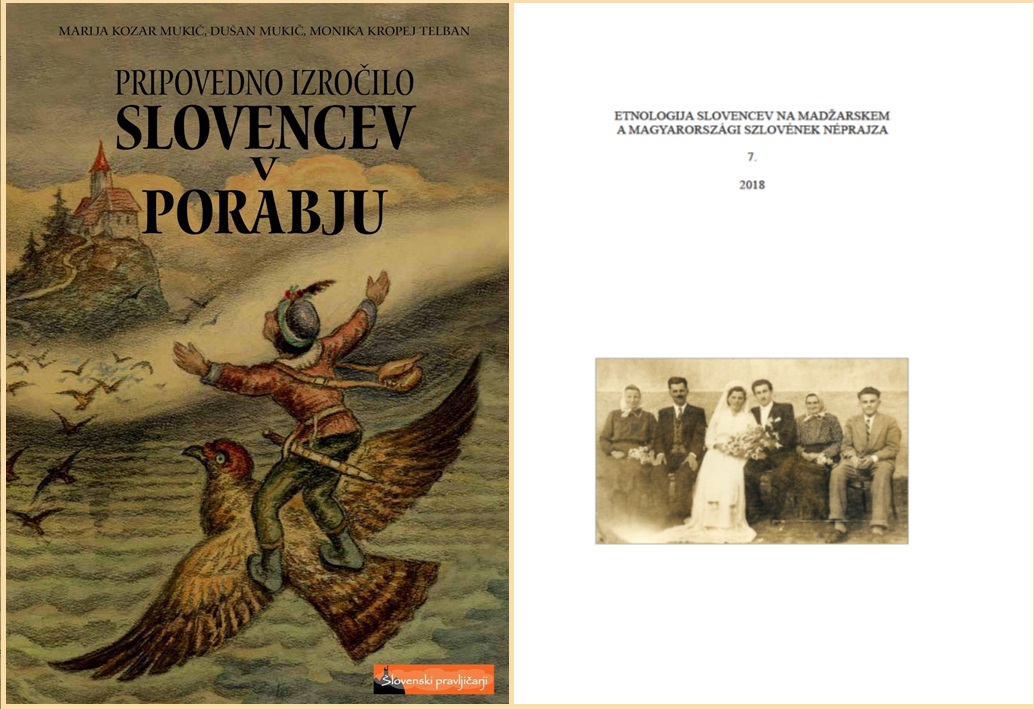 MARIJA KOZAR MUKIČ, DUŠAN MUKIČ, MONIKA KROPEJ TELBAN
PRIPOVEDNO IZROČILO
SLOVENCEV
V
PORABJU
Slovenski pravljičarji
ETNOLOGIJA SLOVENCEV NA MADŽARSKEM
A MAGYARORSZÁGI SZLOVÉNEK NÉPRAJZA
7.
2018